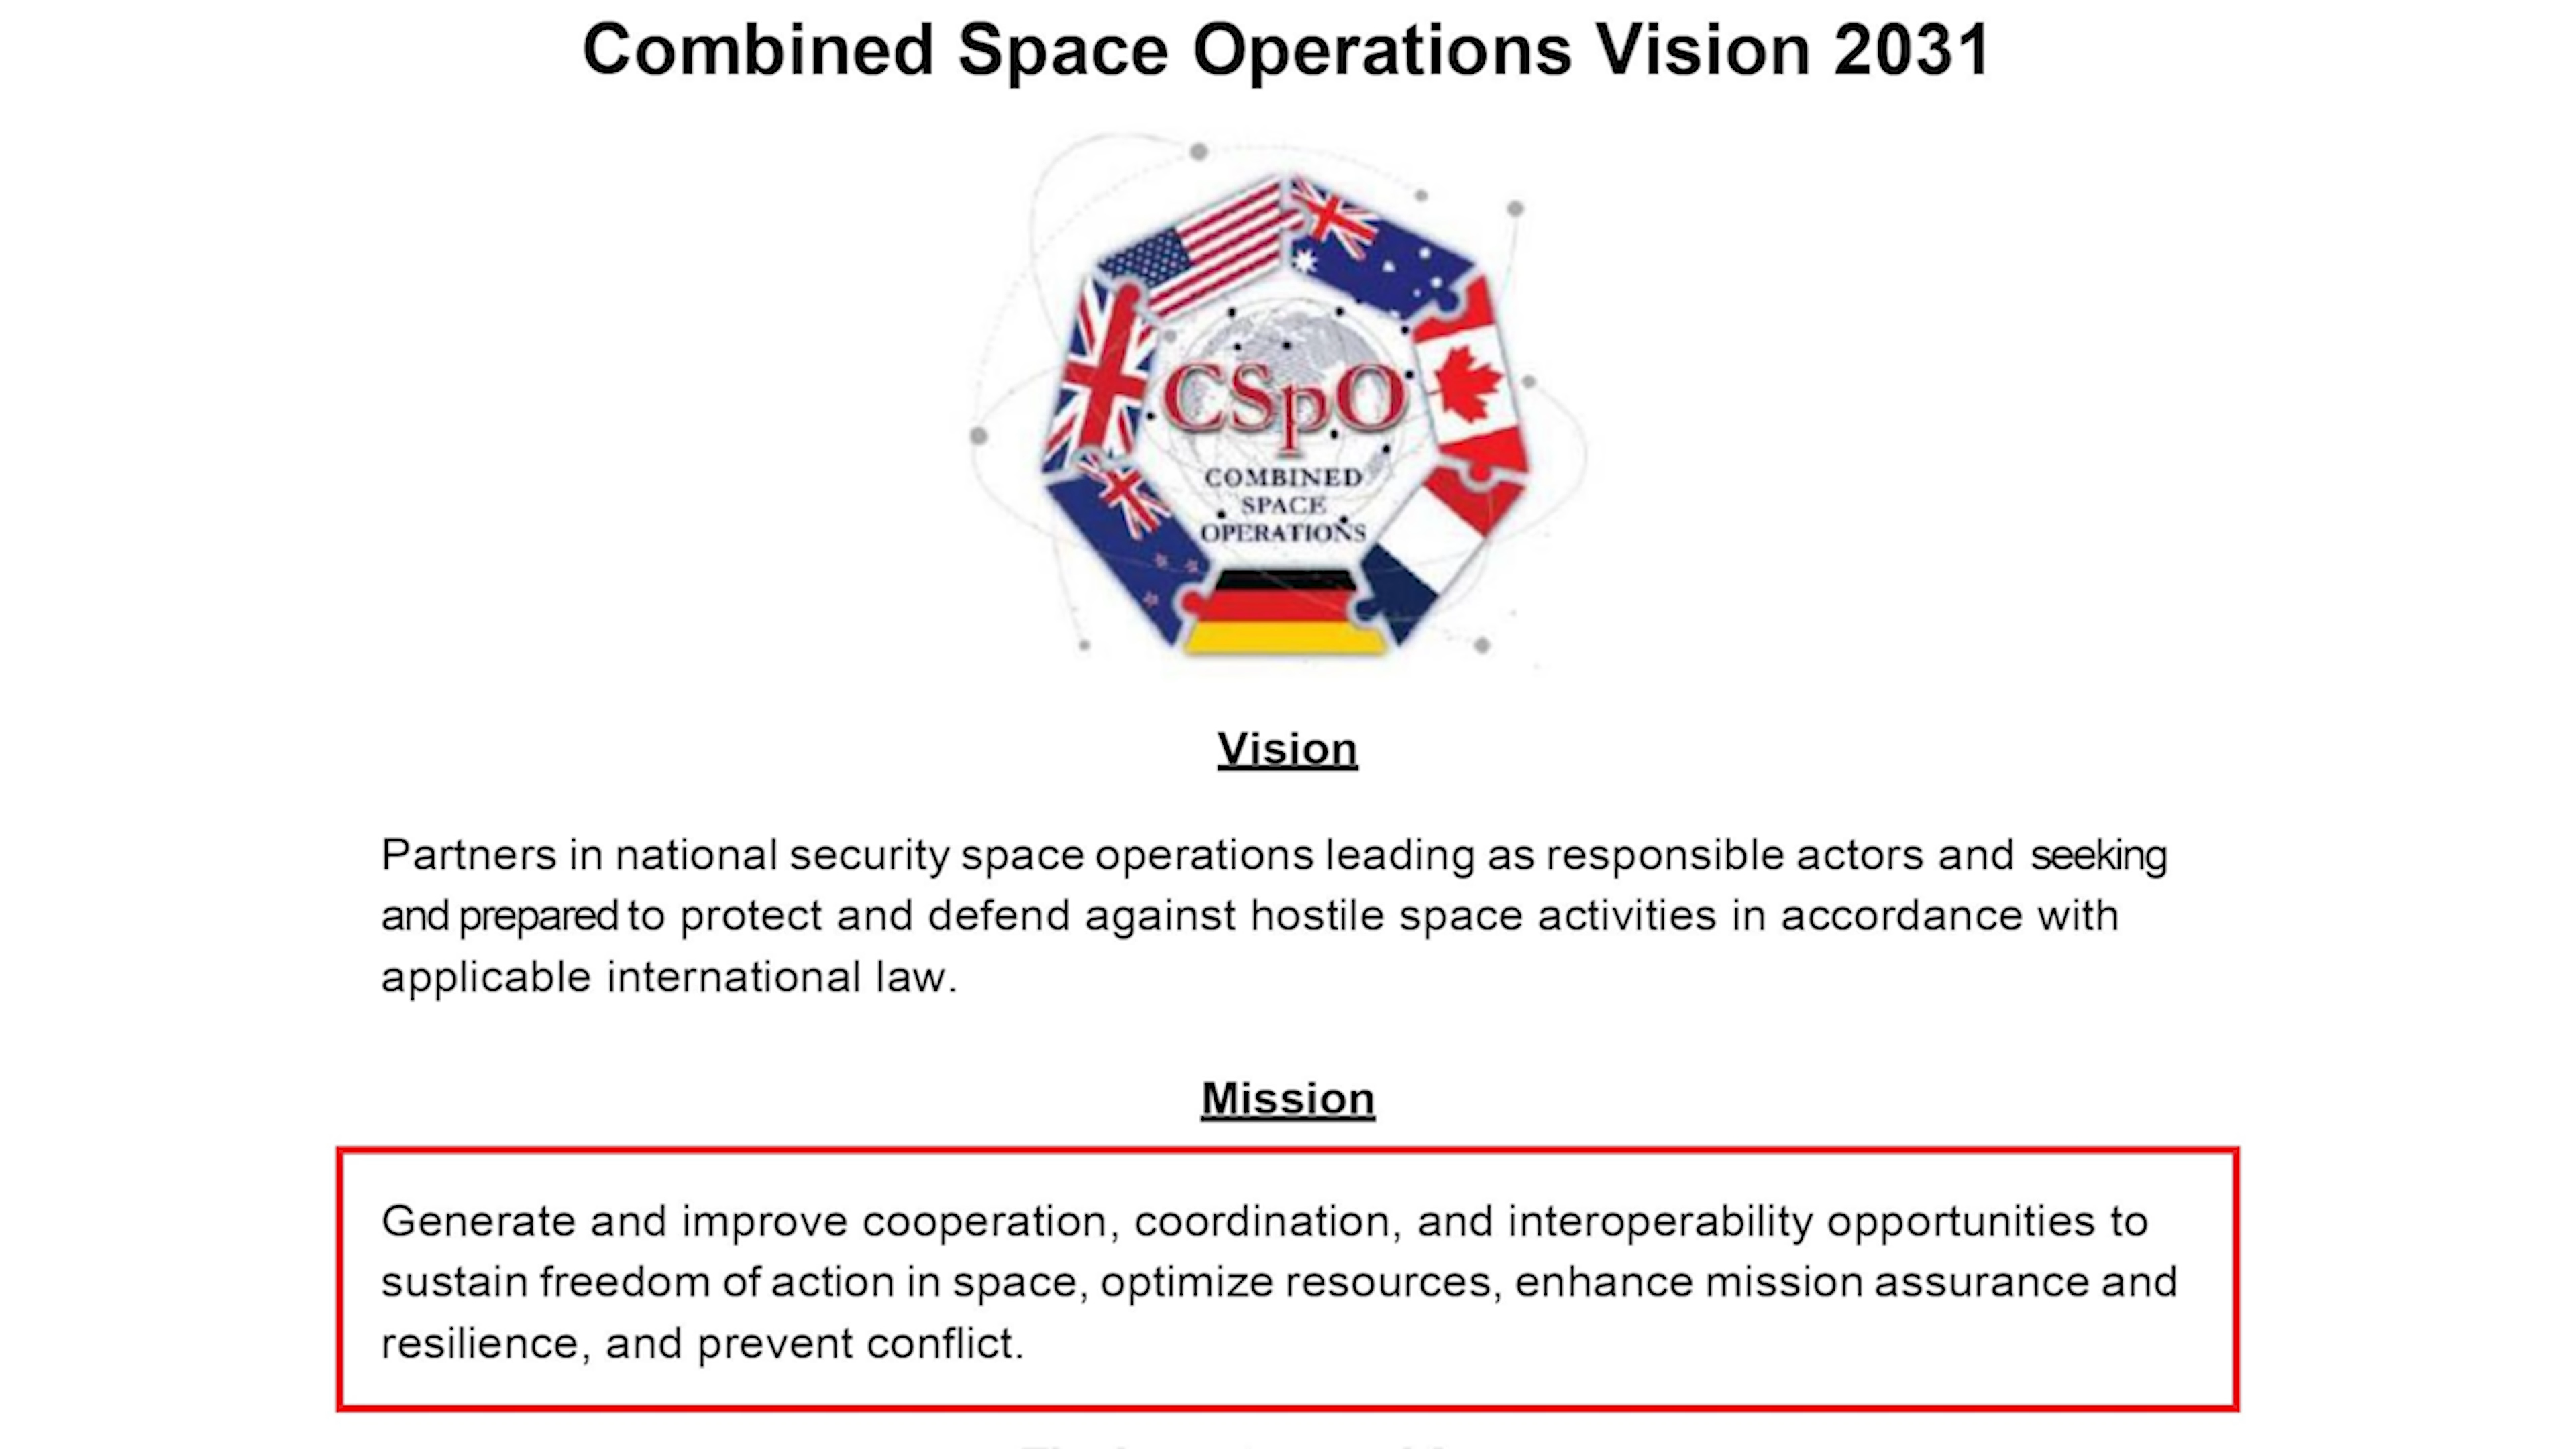 Combined Space Operations Vision 2031
CSpO
COMBINED
SPACE
OPERATIONS
Vision
Partners in national security space operations leading as responsible actors and seeking
and prepared to protect and defend against hostile space activities in accordance with
applicable international law.
Mission
Generate and improve cooperation, coordination, and interoperability opportunities to
sustain freedom of action in space, optimize resources, enhance mission assurance and
resilience, and prevent conflict.